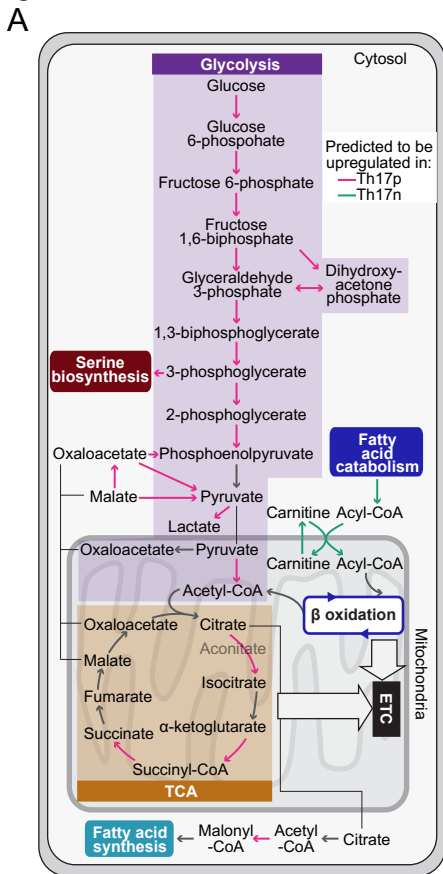 A
Glycolysis
Cytosol
Glucose
Glucose
6-phospohate
Predicted to be
upregulated in:
Th17p
Th17n
Fructose 6-phosphate
Fructose
1,6-biphosphate
Glyceraldehyde
3-phosphate
Dihydroxy-
acetone
phosphate
1,3-biphosphoglycerate
Serine
biosynthesis
3-phosphoglycerate
2-phosphoglycerate
Oxaloacetate
Phosphoenolpyruvate
Fatty
acid
catabolism
Malate
Pyruvate
Carnitine
Acyl-CoA
Lactate
Oxaloacetate
Pyruvate
Carnitine
Acyl-CoA
Acetyl-CoA
β oxidation
Oxaloacetate
Citrate
Aconitate
Malate
Isocitrate
Mitochondria
Fumarate
ETC
Succinate
α-ketoglutarate
Succinyl-CoA
TCA
Fatty acid
synthesis
Malonyl
-CoA
Acetyl
-CoA
Citrate